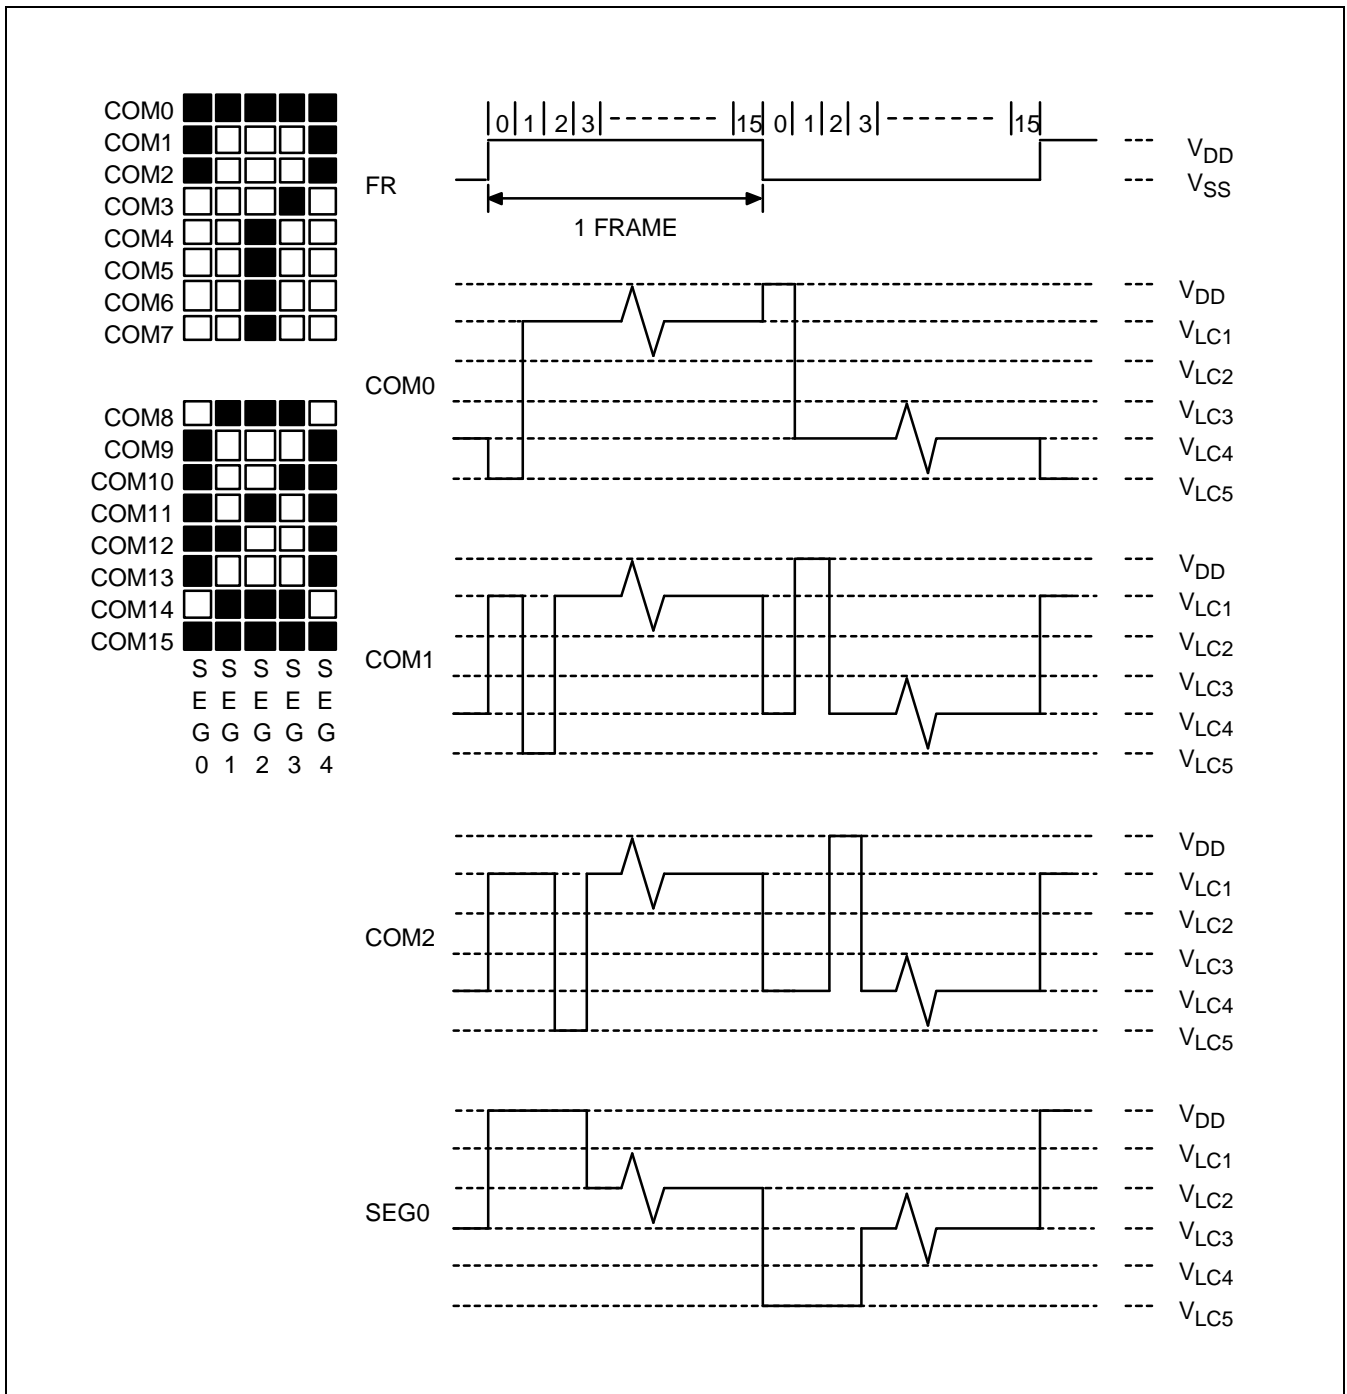 COM0
COM1
COM2
COM3
COM4
COM5
COM6
COM7
COM8
COM9
COM10
COM11
COM12
COM13
COM14
COM15
S S S S S
E E E E E
G G G G G
0 1 2 3 4
0 1 2 3 15 0 1 2 3 15
FR
VDD
VSS
1 FRAME
COM0
VDD
VLC1
VLC2
VLC3
VLC4
VLC5
COM1
VDD
VLC1
VLC2
VLC3
VLC4
VLC5
COM2
VDD
VLC1
VLC2
VLC3
VLC4
VLC5
SEG0
VDD
VLC1
VLC2
VLC3
VLC4
VLC5